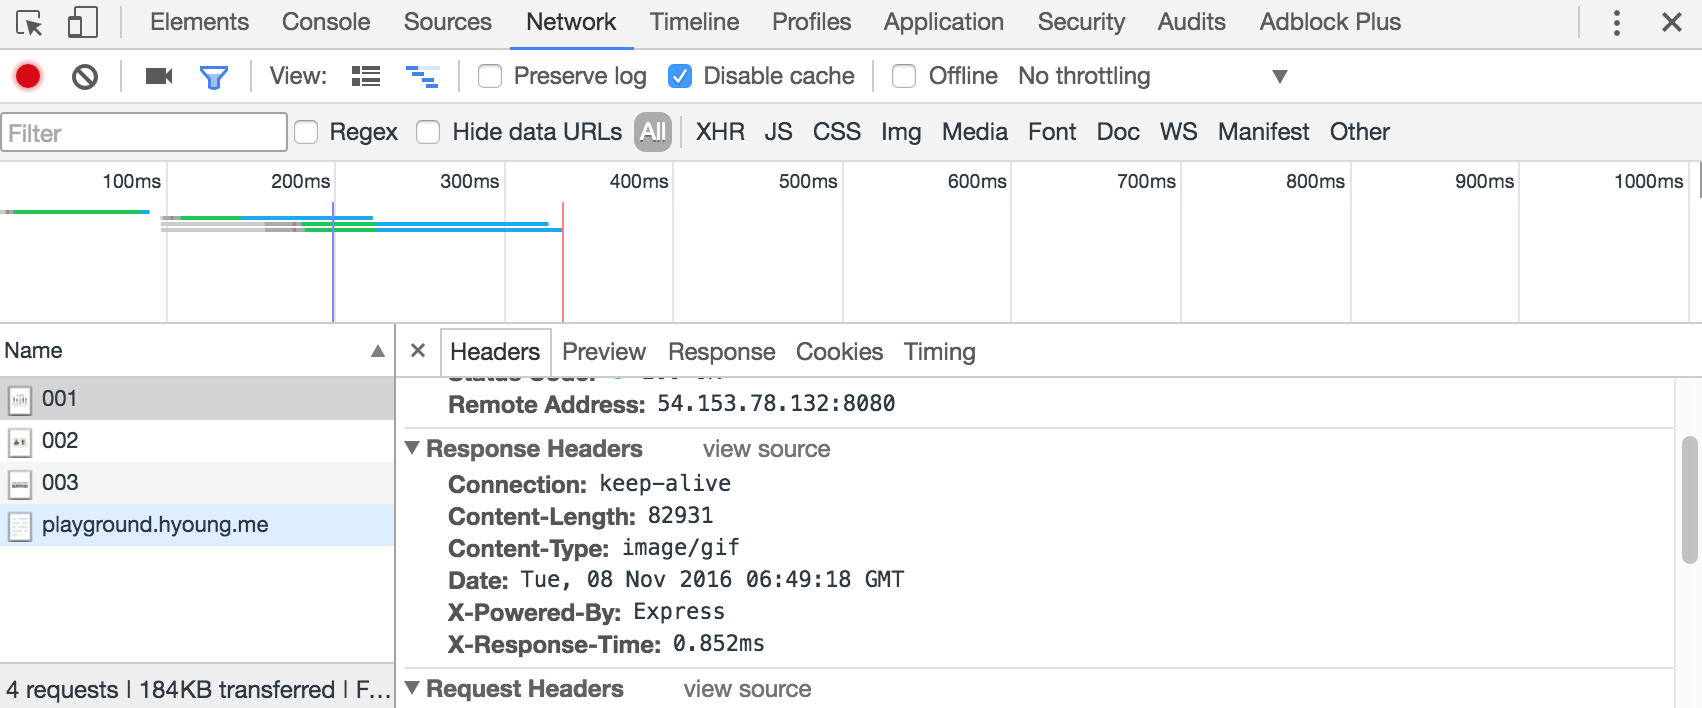 Elements Console Sources Network Timeline Profiles Application Security Audits Adblock Plus
View: Preserve log Disable cache Offline No throttling
Filter Regex Hide data URLs All XHR JS CSS Img Media Font Doc WS Manifest Other
100ms 200ms 300ms 400ms 500ms 600ms 700ms 800ms 900ms 1000ms
Name
001
002
003
playground.hyoung.me
4 requests | 184KB transferred | F...
Headers Preview Response Cookies Timing
Remote Address: 54.153.78.132:8080
Response Headers view source
Connection: keep-alive
Content-Length: 82931
Content-Type: image/gif
Date: Tue, 08 Nov 2016 06:49:18 GMT
X-Powered-By: Express
X-Response-Time: 0.852ms
Request Headers view source